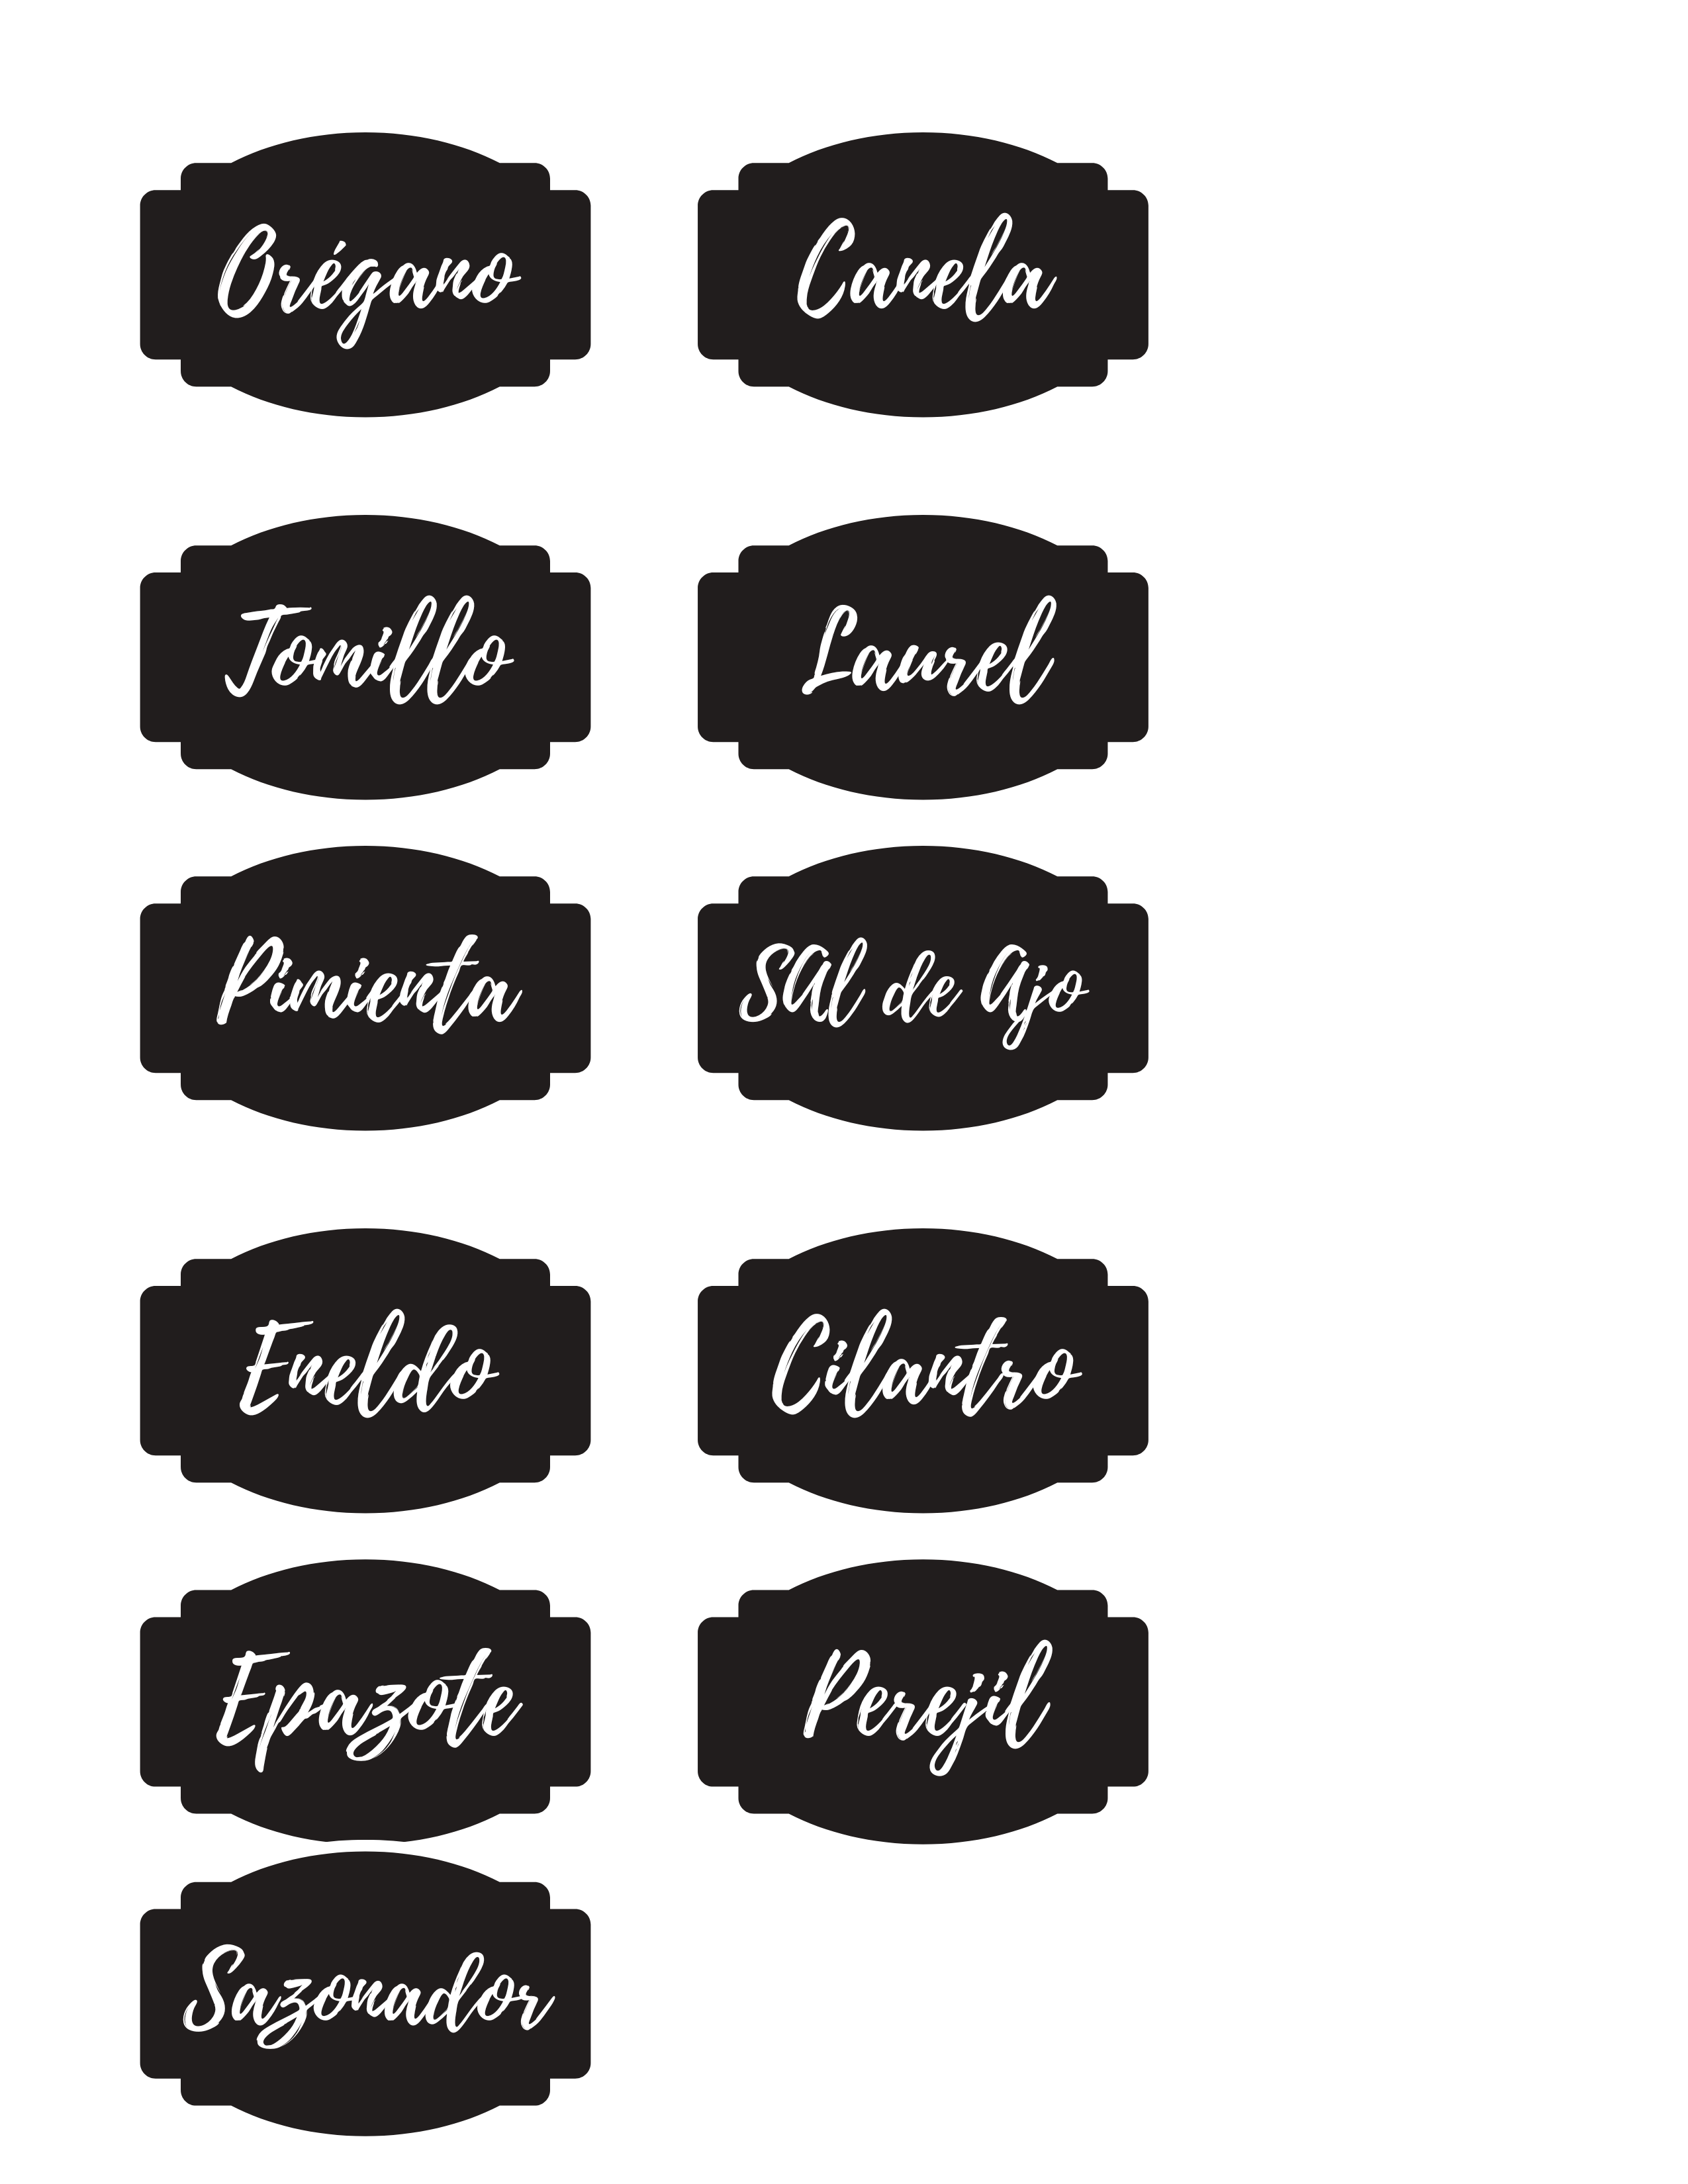 Orégano
Canela
Tomillo
Laurel
Pimienta
SAl de Ajo
Eneldo
Cilantro
Epazote
Perejil
Sazonador